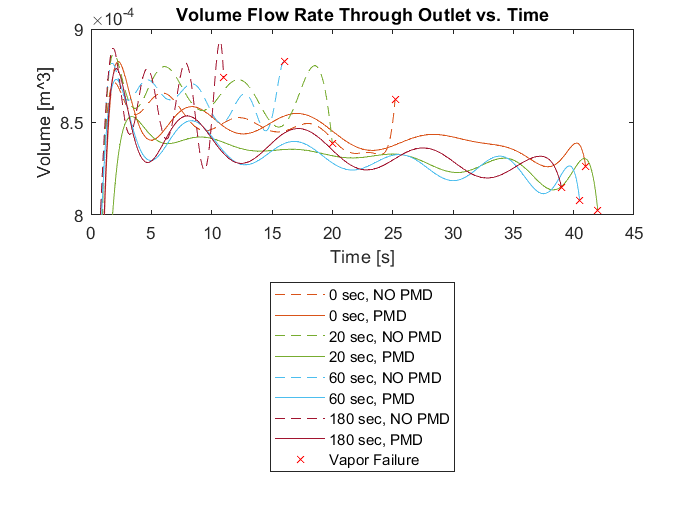 ×10^-4
Volume Flow Rate Through Outlet vs. Time
9
8.5
8
Volume [m^3]
0 5 10 15 20 25 30 35 40 45
Time [s]
0 sec, NO PMD
0 sec, PMD
20 sec, NO PMD
20 sec, PMD
60 sec, NO PMD
60 sec, PMD
180 sec, NO PMD
180 sec, PMD
Vapor Failure